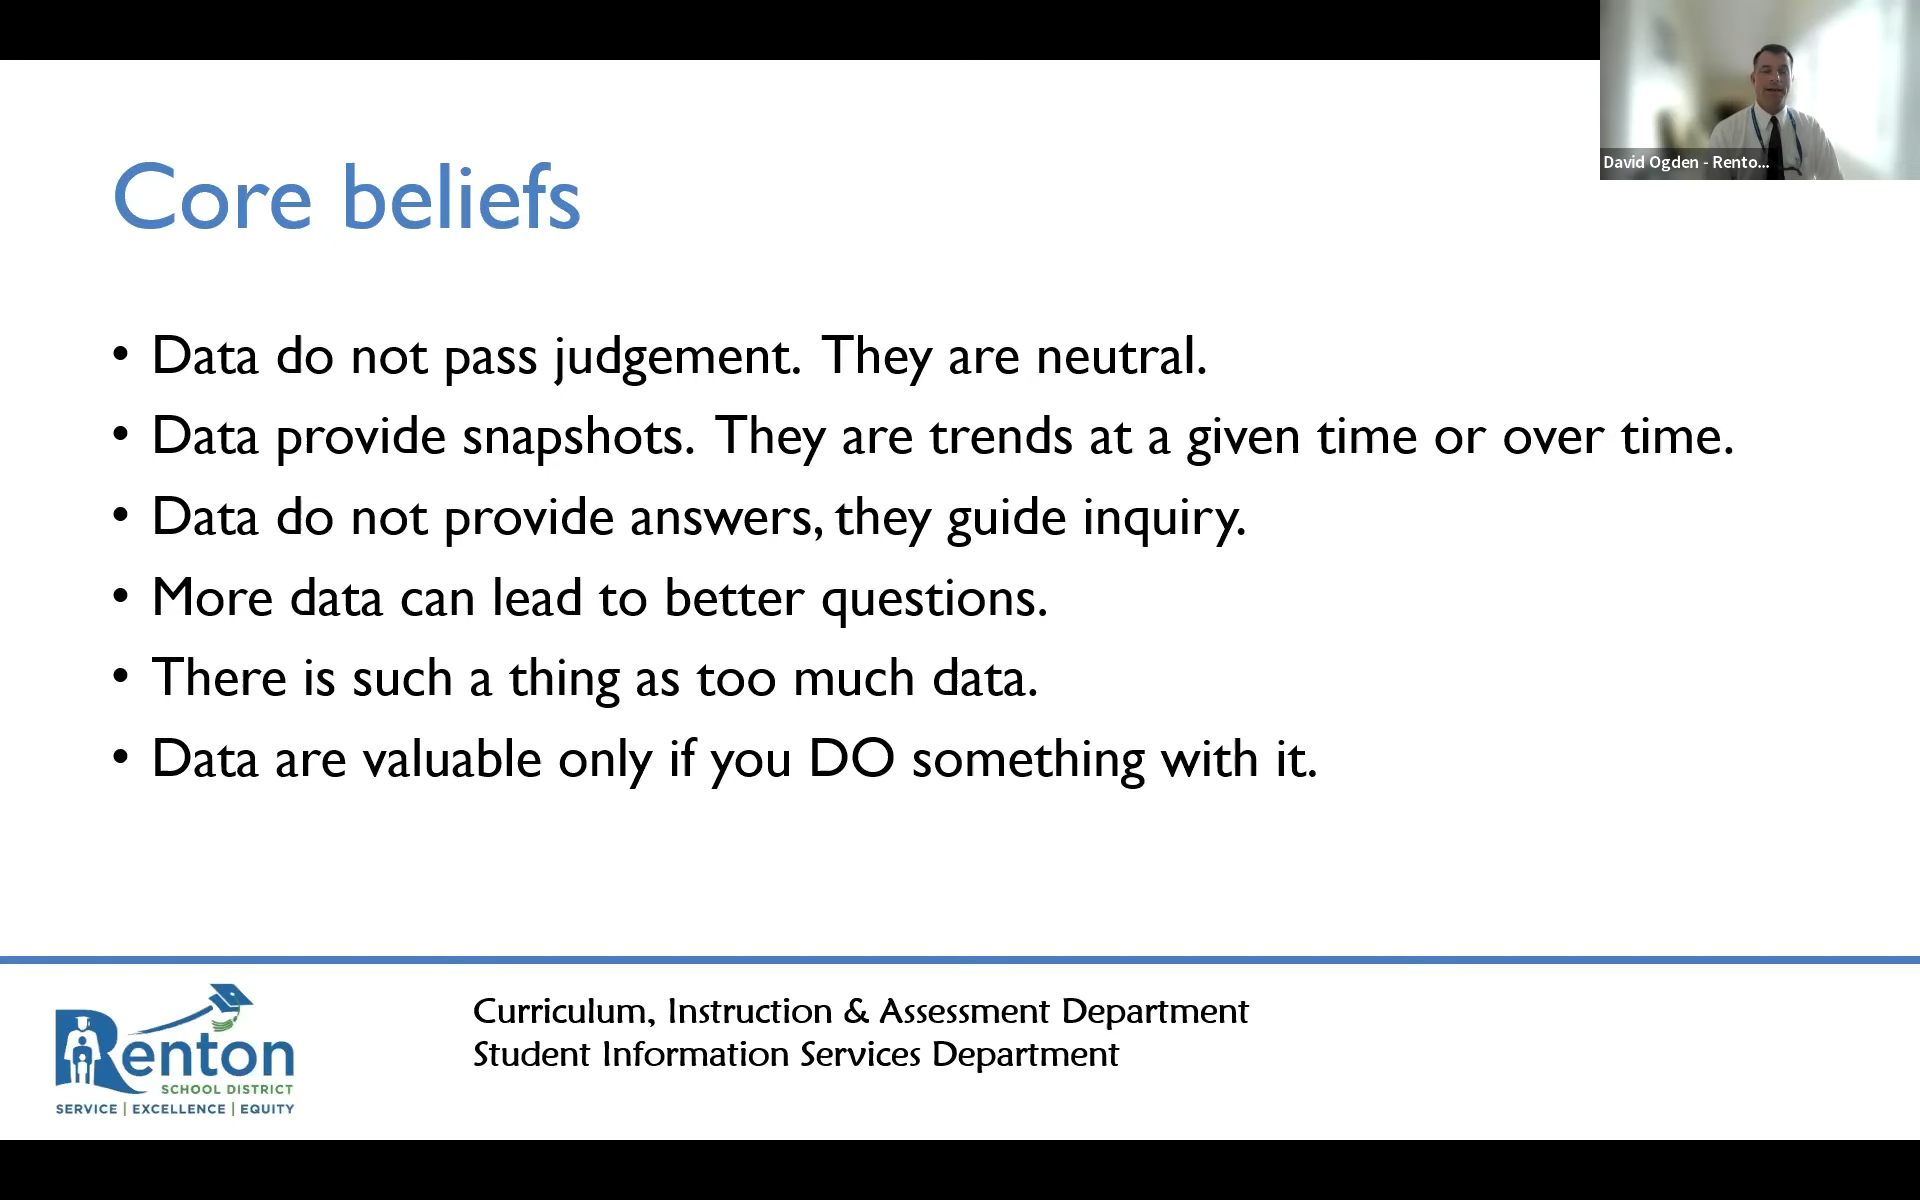 David Ogden - Rento...
Core beliefs
• Data do not pass judgement. They are neutral.
• Data provide snapshots. They are trends at a given time or over time.
• Data do not provide answers, they guide inquiry.
• More data can lead to better questions.
• There is such a thing as too much data.
• Data are valuable only if you DO something with it.
Renton
SCHOOL DISTRICT
SERVICE | EXCELLENCE | EQUITY
Curriculum, Instruction & Assessment Department
Student Information Services Department